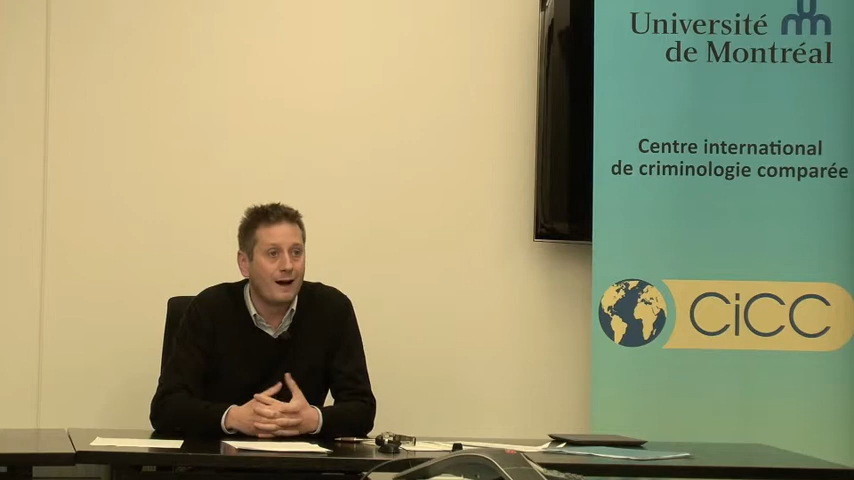 Université
de Montréal
Centre international
de criminologie comparée
CiCC